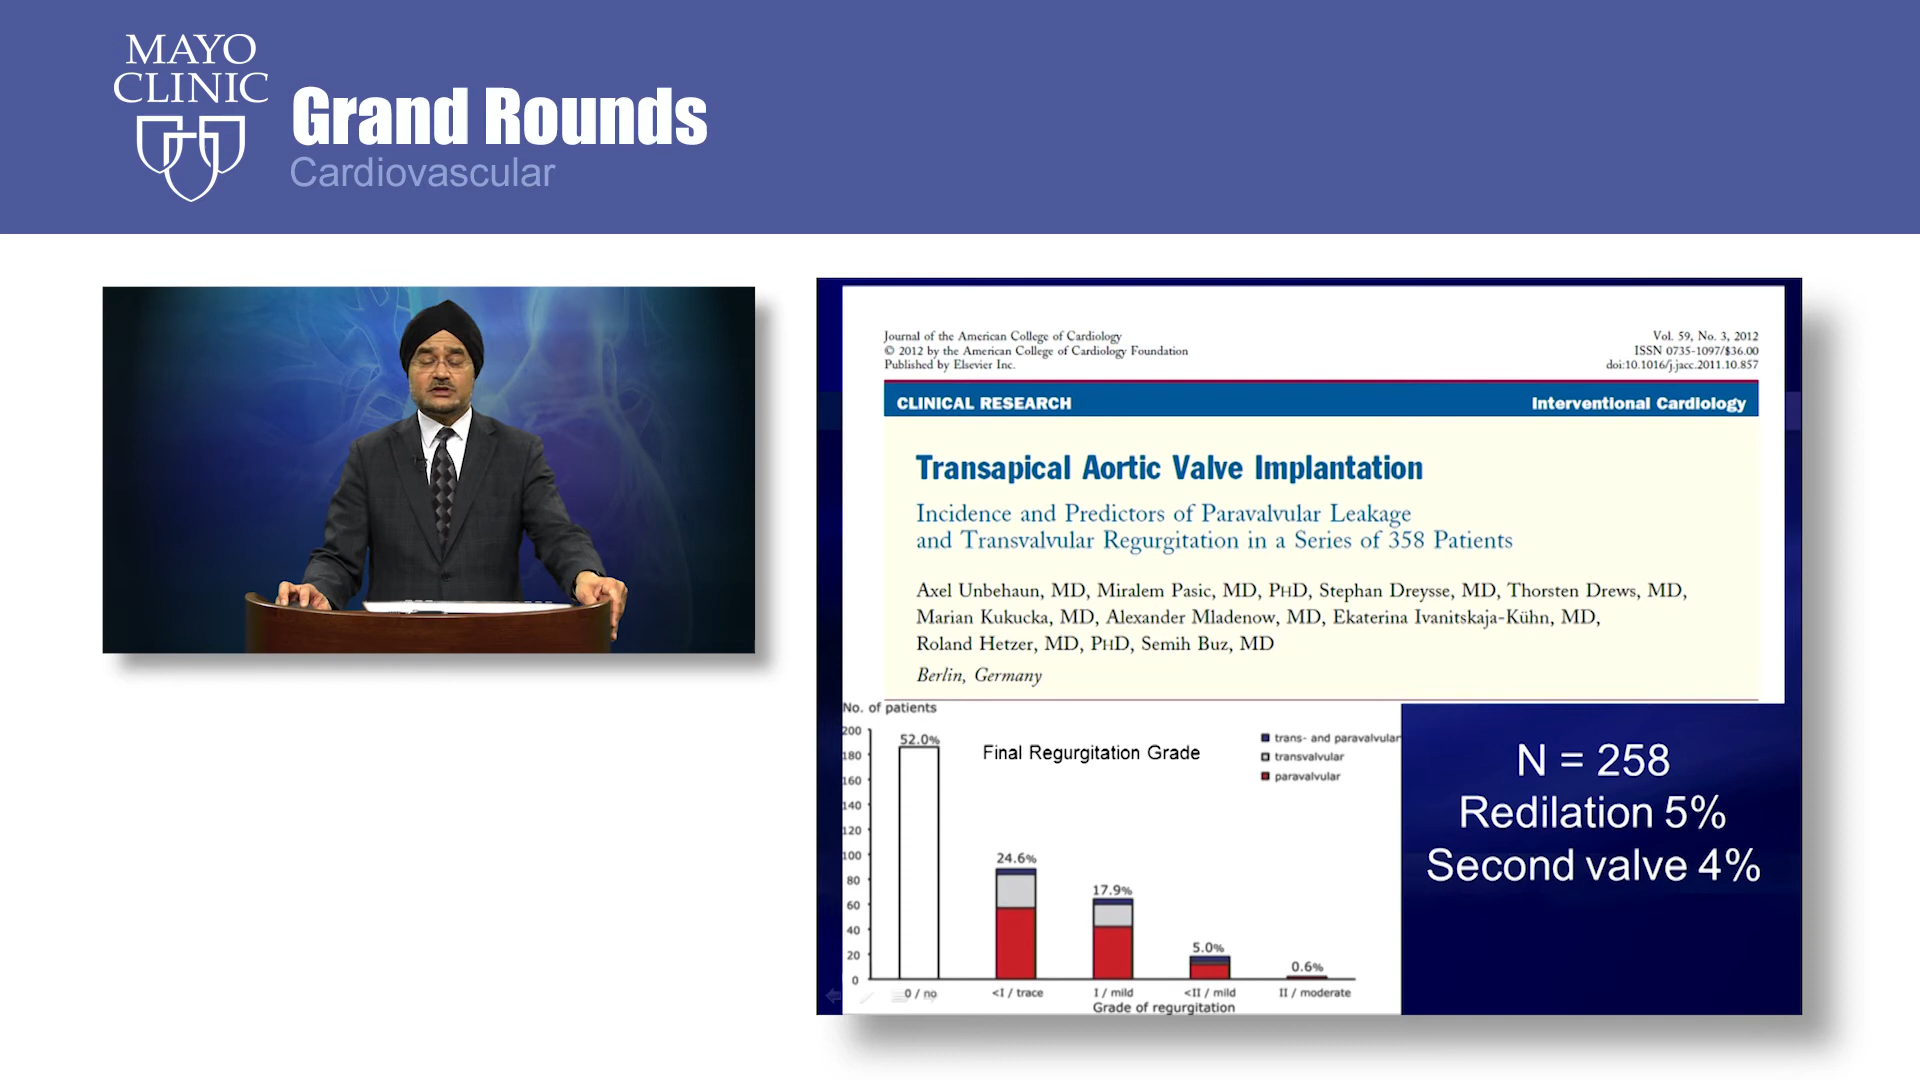 MAYO
CLINIC
Grand Rounds
Cardiovascular
Journal of the American College of Cardiology
© 2012 by the American College of Cardiology Foundation
Published by Elsevier Inc.
Vol. 59, No. 3, 2012
ISSN 0735-1097/$36.00
doi:10.1016/j.jacc.2011.10.857
CLINICAL RESEARCH
Interventional Cardiology
Transapical Aortic Valve Implantation
Incidence and Predictors of Paravalvular Leakage
and Transvalvular Regurgitation in a Series of 358 Patients
Axel Unbehaun, MD, Miralem Pasic, MD, PHD, Stephan Dreysse, MD, Thorsten Drews, MD,
Marian Kukucka, MD, Alexander Mladenow, MD, Ekaterina Ivanitskaja-Kühn, MD,
Roland Hetzer, MD, PHD, Semih Buz, MD
Berlin, Germany
No. of patients
200
180
160
140
120
100
80
60
40
20
0
Final Regurgitation Grade
trans- and paravalvular
transvalvular
paravalvular
52.0%
24.6%
17.9%
5.0%
0.6%
0 / no
<I / trace
I / mild
<II / mild
II / moderate
Grade of regurgitation
N = 258
Redilation 5%
Second valve 4%